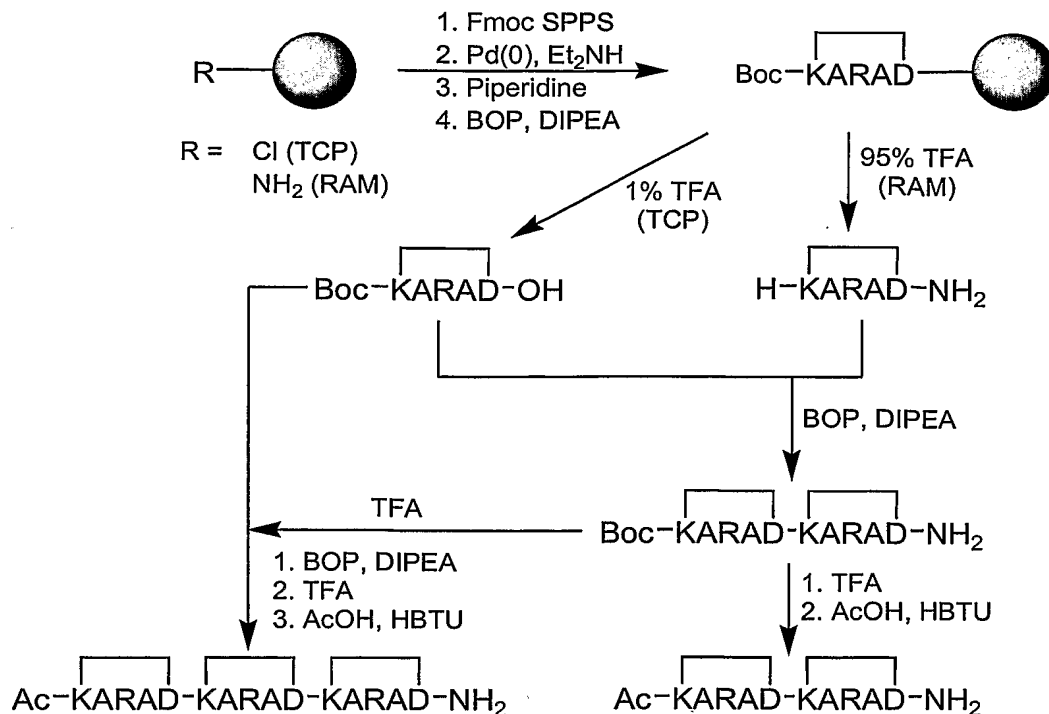 1. Fmoc SPPS
2. Pd(0), Et2NH
3. Piperidine
4. BOP, DIPEA
R
Boc-KARAD
R = Cl (TCP)
NH2 (RAM)
1% TFA
(TCP)
95% TFA
(RAM)
Boc-KARAD-OH
H-KARAD-NH2
BOP, DIPEA
TFA
Boc-KARAD-KARAD-NH2
1. BOP, DIPEA
2. TFA
3. AcOH, HBTU
1. TFA
2. AcOH, HBTU
Ac-KARAD-KARAD-KARAD-NH2
Ac-KARAD-KARAD-NH2